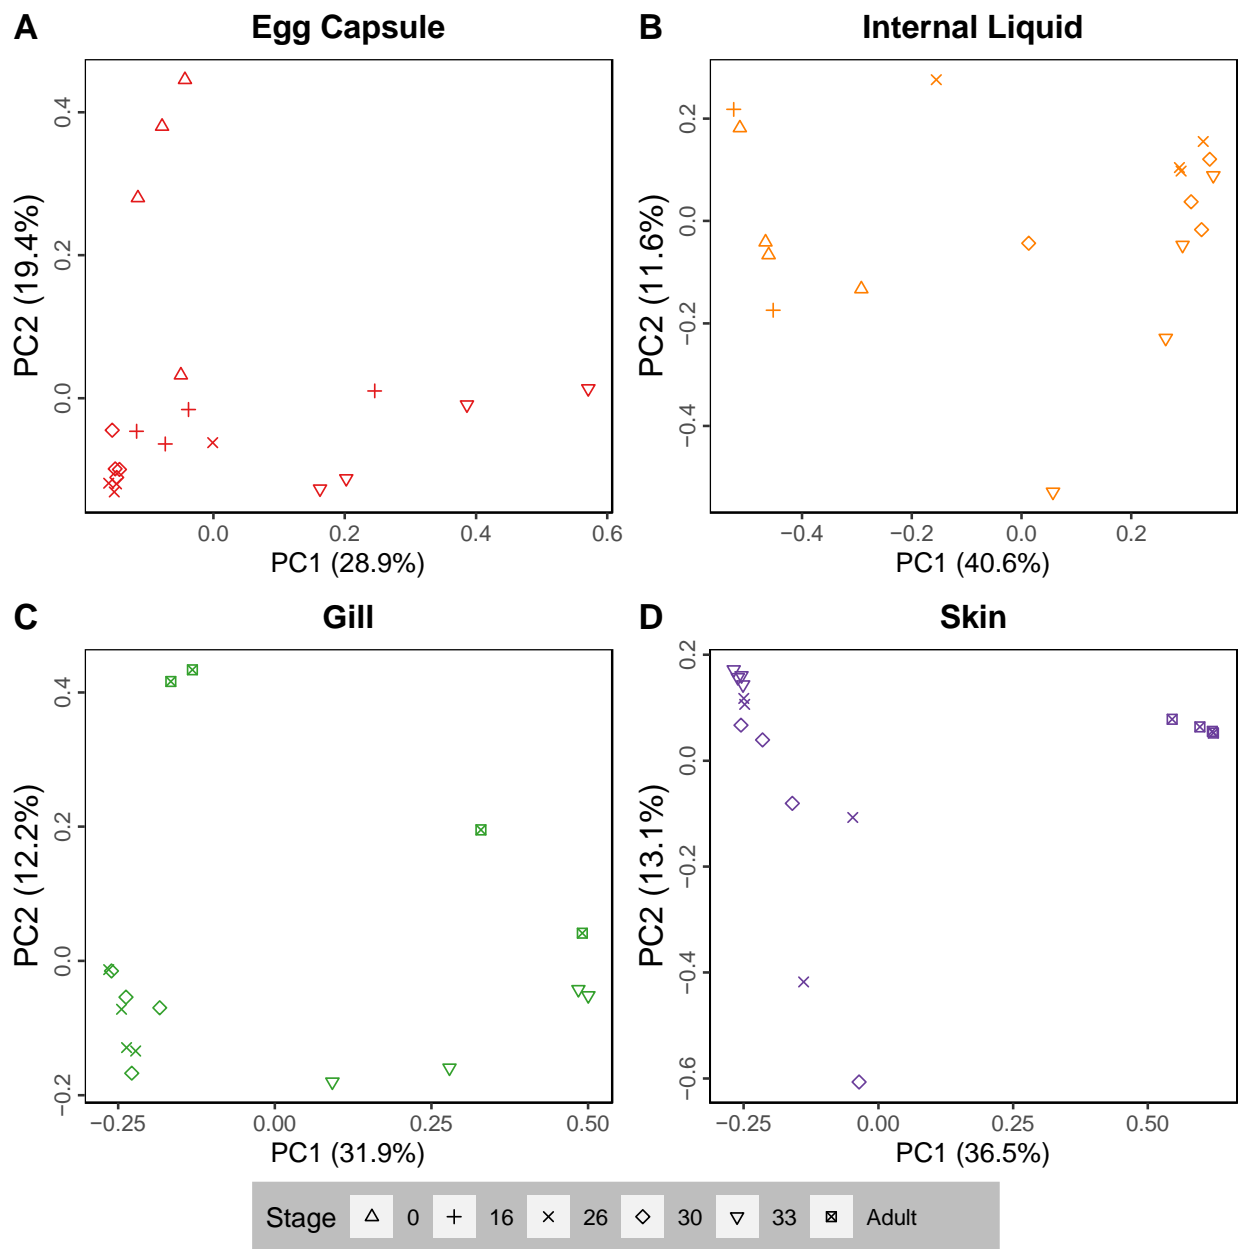 A Egg Capsule
0.4
0.2
0.0
PC2 (19.4%)
0.0 0.2 0.4 0.6
PC1 (28.9%)
B Internal Liquid
0.2
0.0
−0.2
−0.4
PC2 (11.6%)
−0.4 −0.2 0.0 0.2
PC1 (40.6%)
C Gill
0.4
0.2
0.0
−0.2
PC2 (12.2%)
−0.25 0.00 0.25 0.50
PC1 (31.9%)
D Skin
0.2
0.0
−0.2
−0.4
−0.6
PC2 (13.1%)
−0.25 0.00 0.25 0.50
PC1 (36.5%)
Stage 0 16 26 30 33 Adult